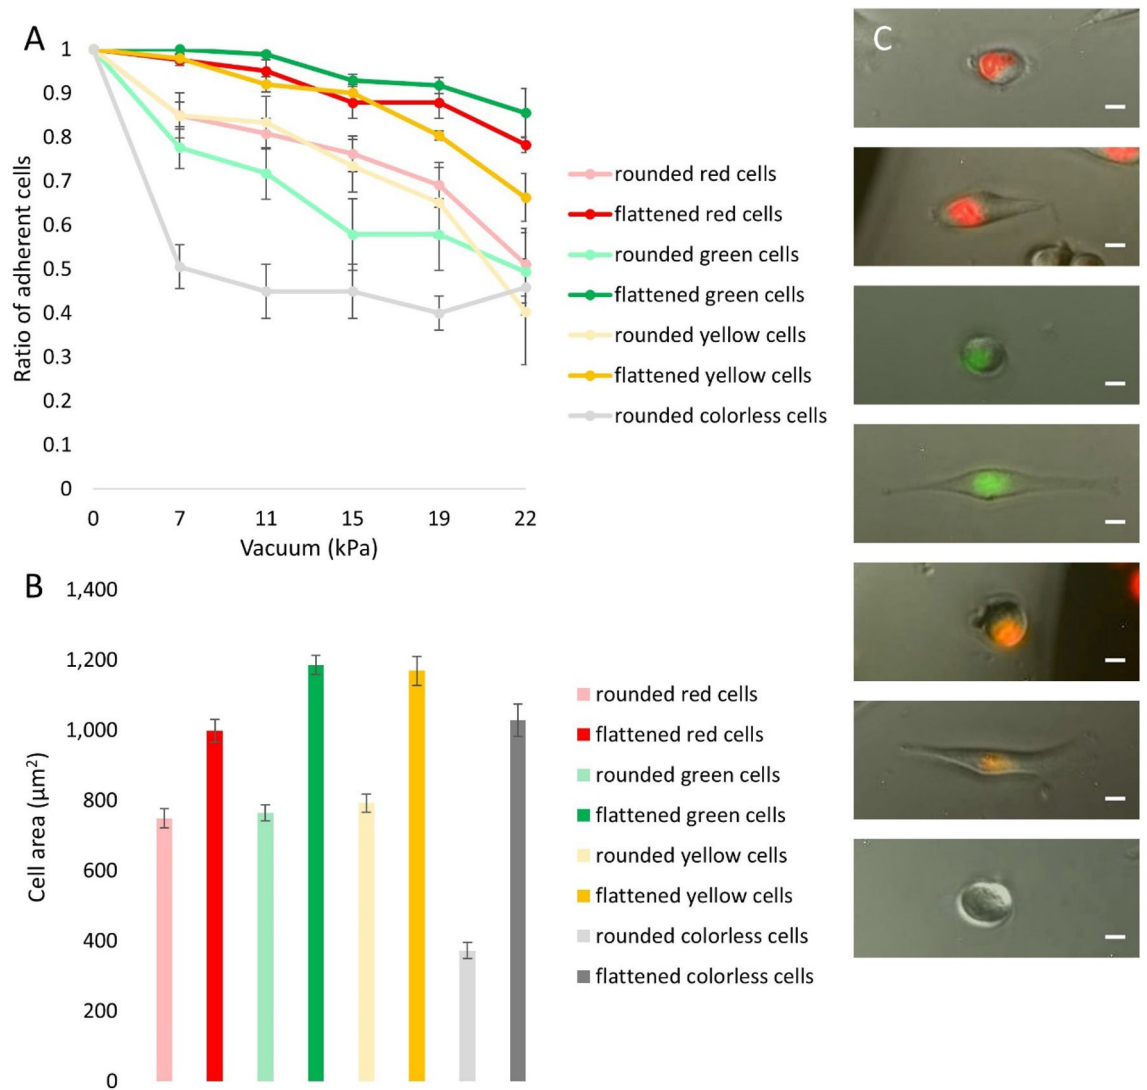 A
1
0.9
0.8
0.7
0.6
0.5
0.4
0.3
0.2
0.1
0
Ratio of adherent cells
0 7 11 15 19 22
Vacuum (kPa)
rounded red cells
flattened red cells
rounded green cells
flattened green cells
rounded yellow cells
flattened yellow cells
rounded colorless cells
B
1,400
1,200
1,000
800
600
400
200
0
Cell area (μm²)
rounded red cells
flattened red cells
rounded green cells
flattened green cells
rounded yellow cells
flattened yellow cells
rounded colorless cells
flattened colorless cells
C